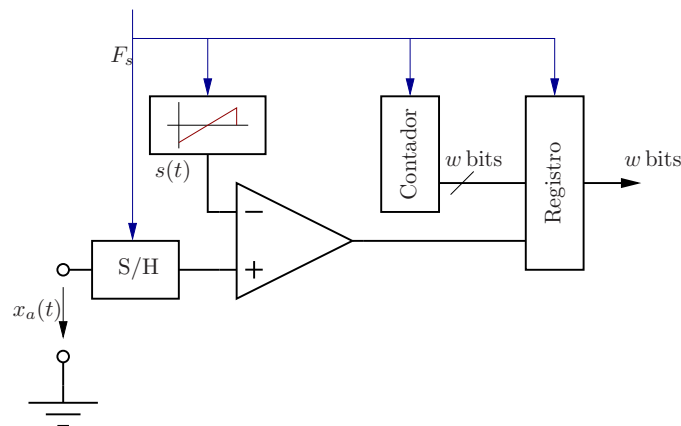 F_s
s(t)
Contador
w bits
Registro
w bits
−
+
S/H
x_a(t)